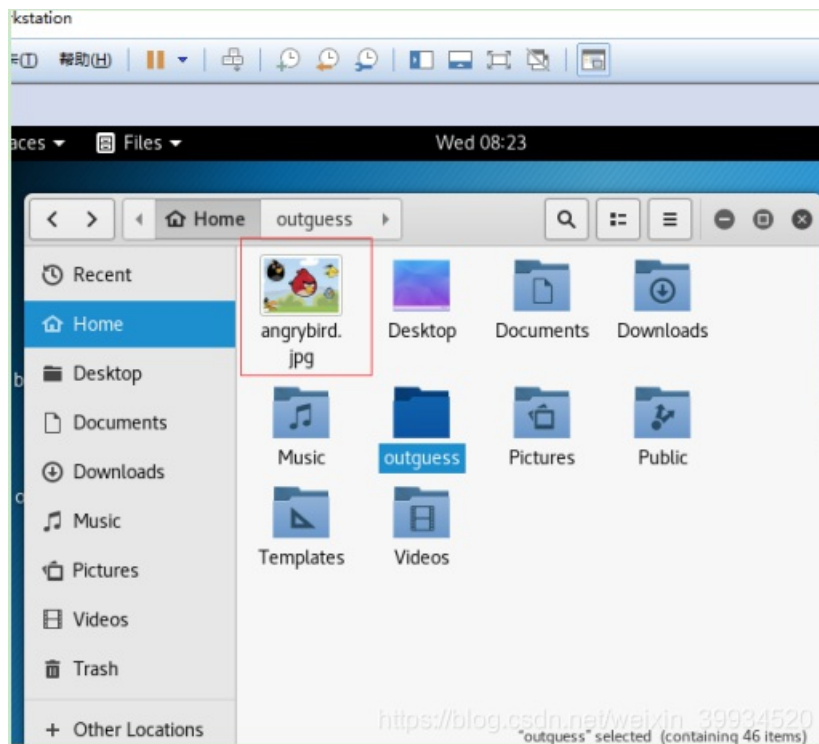 kstation
帮助(H)
aces Files Wed 08:23
Home outguess
Recent
Home
Desktop
Documents
Downloads
Music
Pictures
Videos
Trash
+ Other Locations
angrybird.
jpg
Desktop Documents Downloads
Music outguess Pictures Public
Templates Videos
https://blog.csdn.net/weixin_39934520
"outguess" selected (containing 46 items)